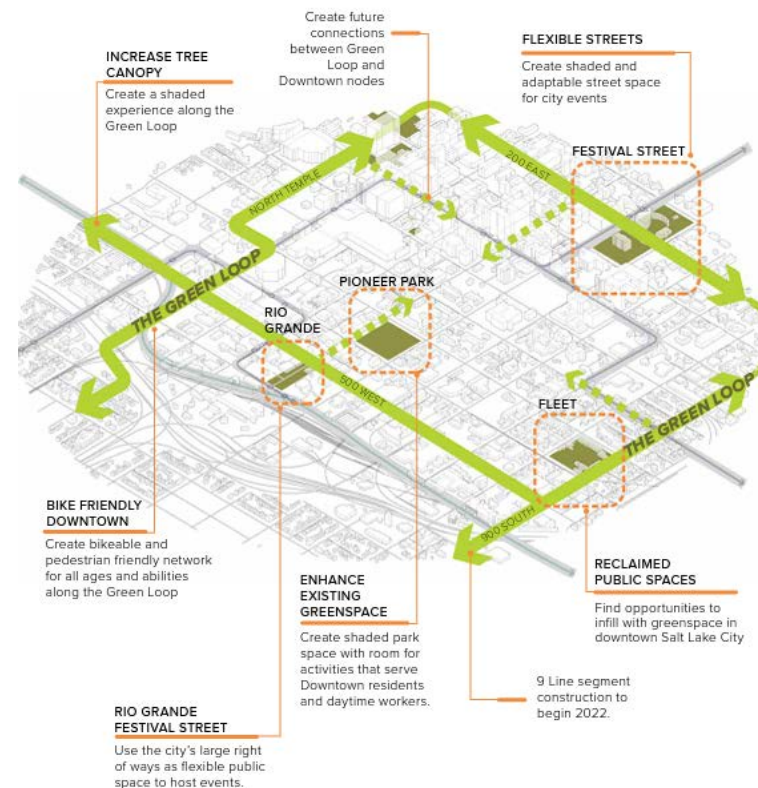 Create future
connections
between Green
Loop and
Downtown nodes
INCREASE TREE
CANOPY
Create a shaded
experience along the
Green Loop
FLEXIBLE STREETS
Create shaded and
adaptable street space
for city events
FESTIVAL STREET
200 EAST
NORTH TEMPLE
THE GREEN LOOP
PIONEER PARK
RIO
GRANDE
500 WEST
FLEET
THE GREEN LOOP
900 SOUTH
BIKE FRIENDLY
DOWNTOWN
Create bikeable and
pedestrian friendly network
for all ages and abilities
along the Green Loop
ENHANCE
EXISTING
GREENSPACE
Create shaded park
space with room for
activities that serve
Downtown residents
and daytime workers.
RECLAIMED
PUBLIC SPACES
Find opportunities to
infill with greenspace in
downtown Salt Lake City
9 Line segment
construction to
begin 2022.
RIO GRANDE
FESTIVAL STREET
Use the city's large right
of ways as flexible public
space to host events.